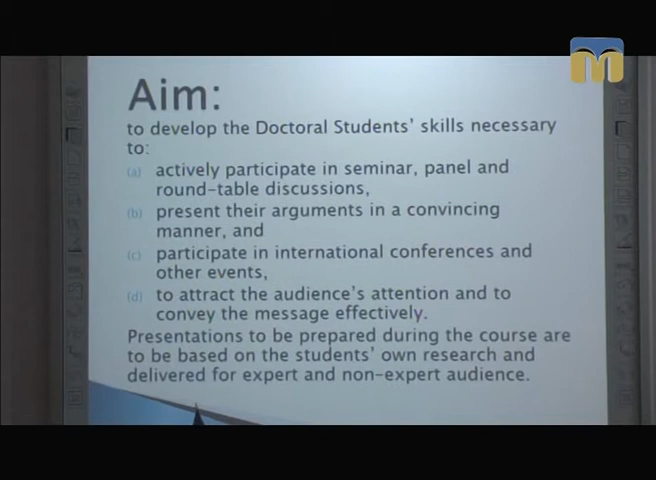 Aim:
to develop the Doctoral Students' skills necessary
to:
(a) actively participate in seminar, panel and
round-table discussions,
(b) present their arguments in a convincing
manner, and
(c) participate in international conferences and
other events,
(d) to attract the audience's attention and to
convey the message effectively.
Presentations to be prepared during the course are
to be based on the students' own research and
delivered for expert and non-expert audience.